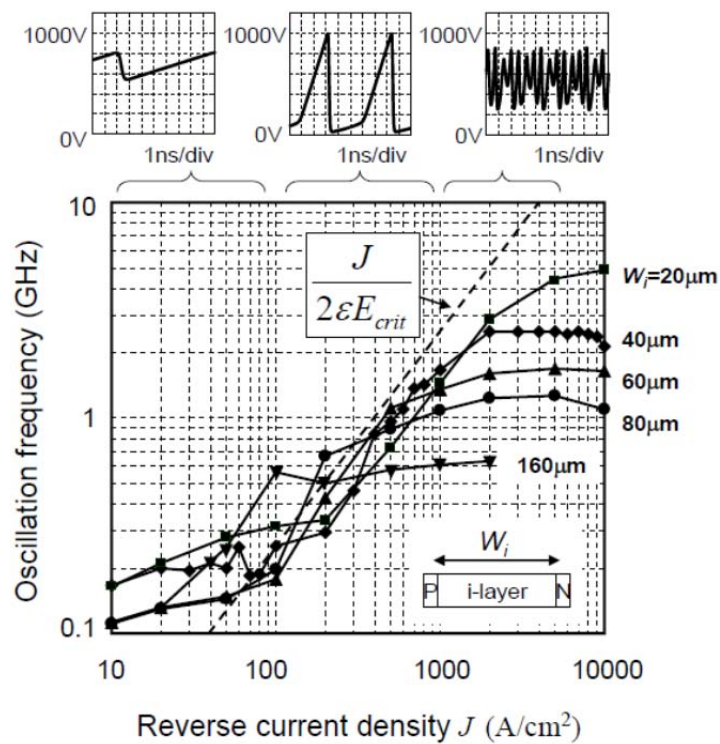 1000V
0V
1ns/div
1000V
0V
1ns/div
1000V
0V
1ns/div
Oscillation frequency (GHz)
10
1
0.1
J
2εE_crit
W_i=20μm
40μm
60μm
80μm
160μm
W_i
P i-layer N
10 100 1000 10000
Reverse current density J (A/cm²)